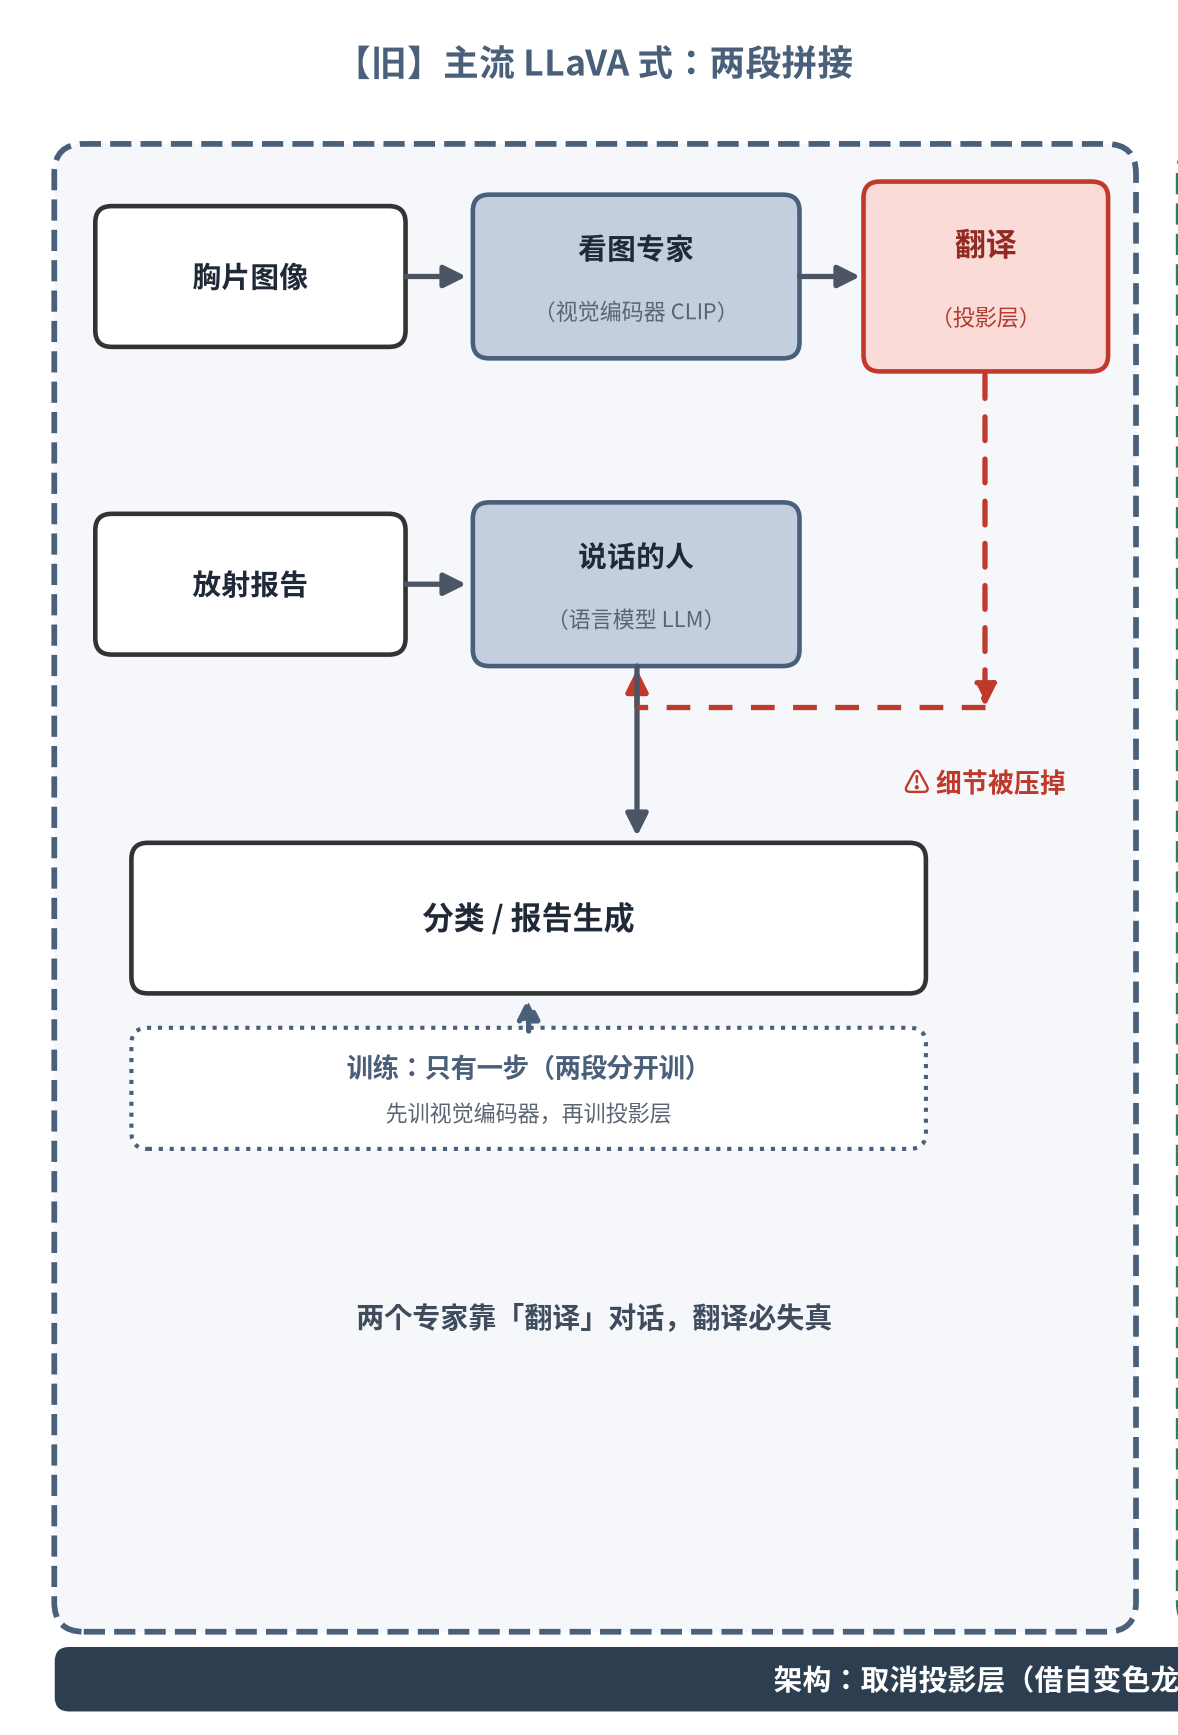 【旧】主流 LLaVA 式：两段拼接
胸片图像
看图专家
（视觉编码器 CLIP）
翻译
（投影层）
放射报告
说话的人
（语言模型 LLM）
⚠ 细节被压掉
分类 / 报告生成
训练：只有一步（两段分开训）
先训视觉编码器，再训投影层
两个专家靠「翻译」对话，翻译必失真
架构：取消投影层（借自变色龙